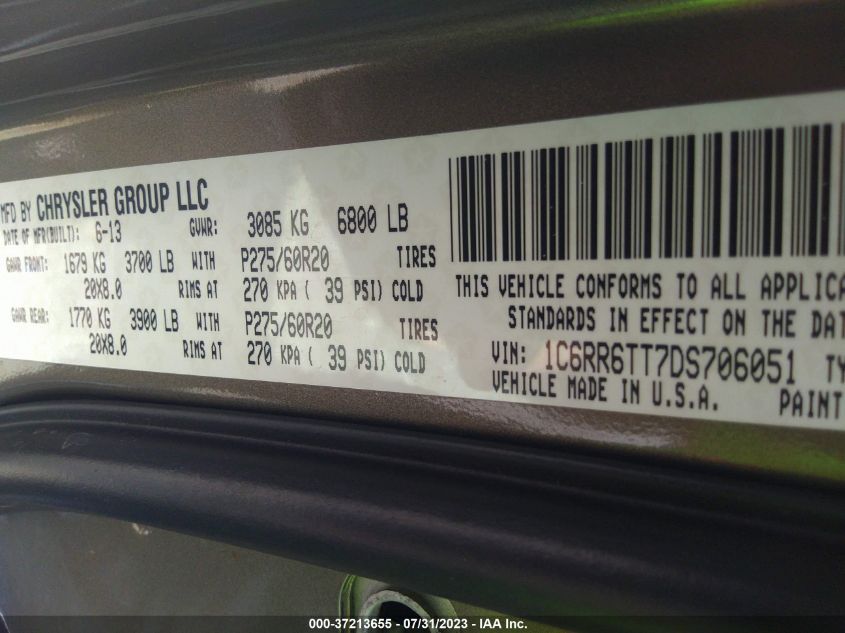 MFD BY CHRYSLER GROUP LLC
DATE OF MFR(BUILT): 6-13 GVWR: 3085 KG 6800 LB
GAWR FRONT: 1679 KG 3700 LB WITH P275/60R20 TIRES
20X8.0 RIMS AT 270 KPA ( 39 PSI) COLD
GAWR REAR: 1770 KG 3900 LB WITH P275/60R20 TIRES
20X8.0 RIMS AT 270 KPA ( 39 PSI) COLD
THIS VEHICLE CONFORMS TO ALL APPLICA
STANDARDS IN EFFECT ON THE DAT
VIN: 1C6RR6TT7DS706051 TY
VEHICLE MADE IN U.S.A. PAINT
000-37213655 - 07/31/2023 - IAA Inc.